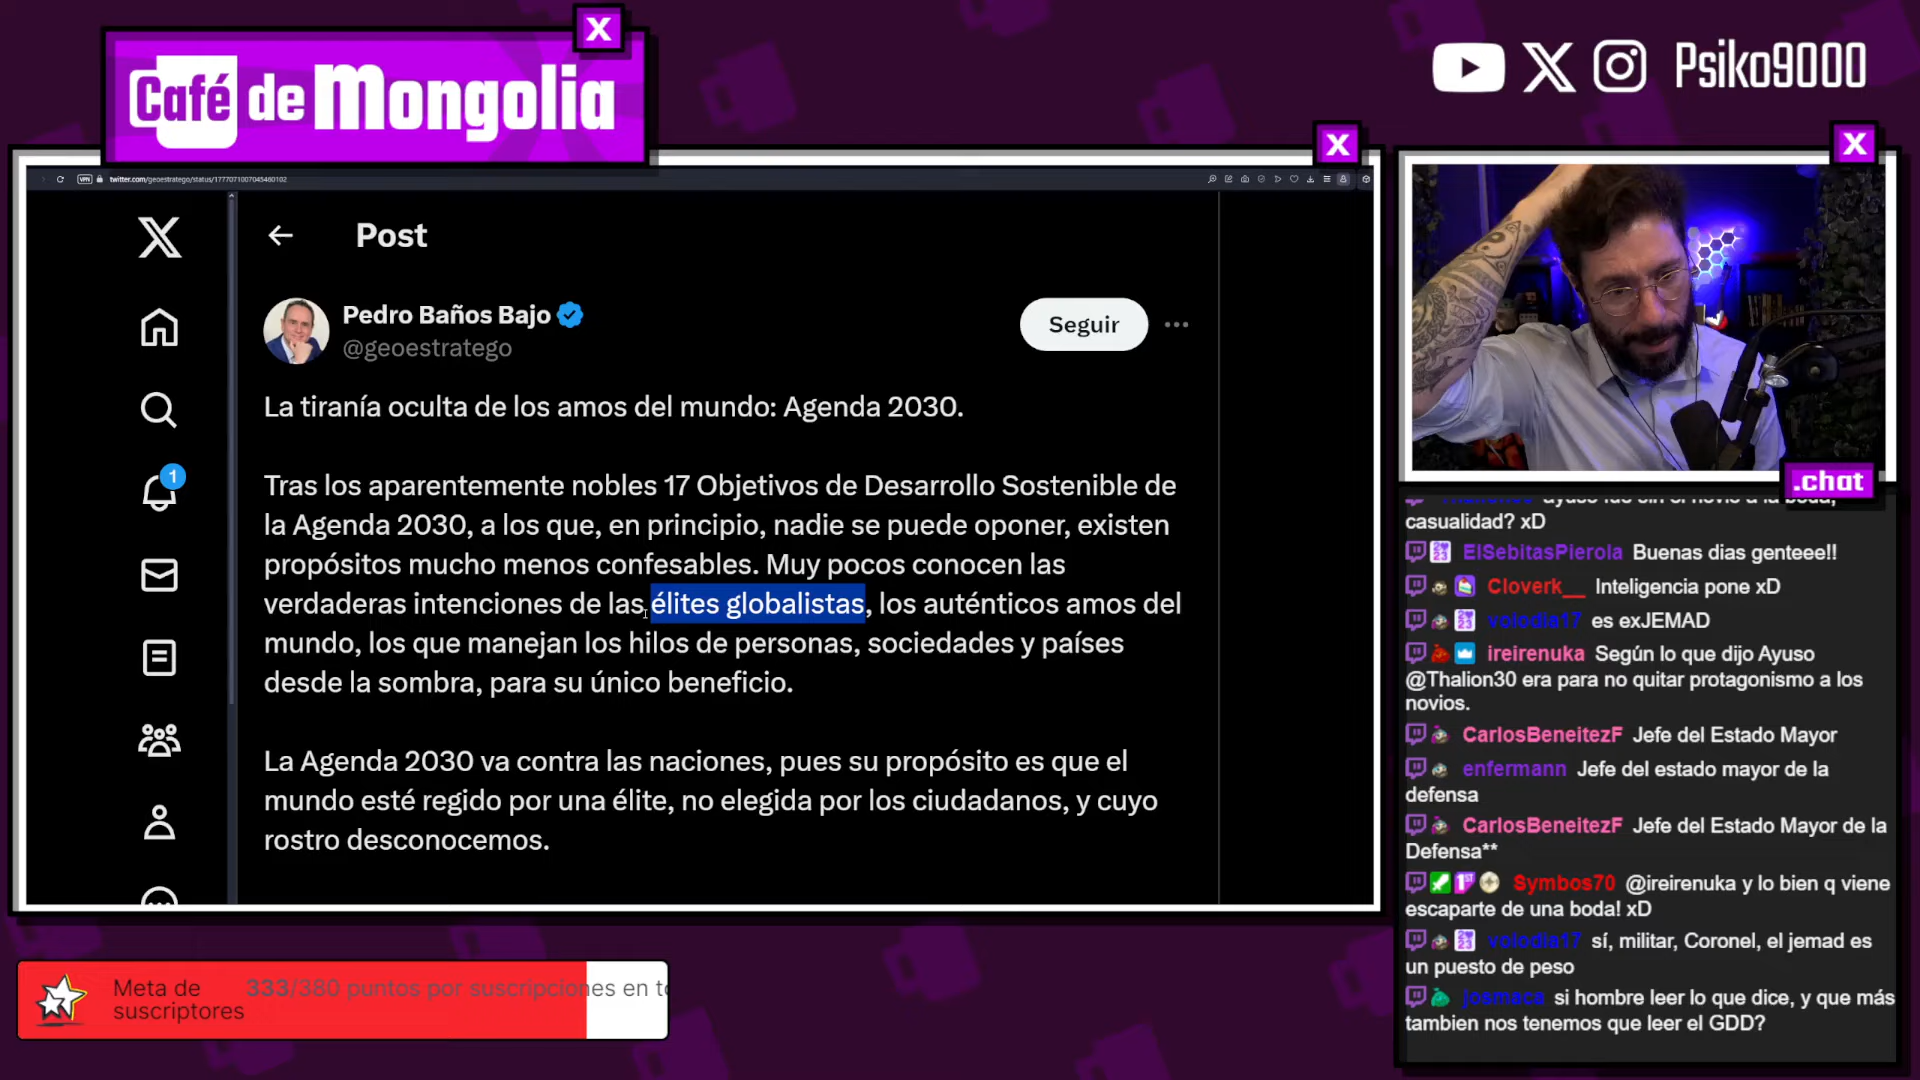 X
Café de Mongolia
Psiko9000
X
X
VPN
twitter.com/geoestratego/status/1777071007045460102
Post
Pedro Baños Bajo
@geoestratego
Seguir
La tiranía oculta de los amos del mundo: Agenda 2030.
Tras los aparentemente nobles 17 Objetivos de Desarrollo Sostenible de
la Agenda 2030, a los que, en principio, nadie se puede oponer, existen
propósitos mucho menos confesables. Muy pocos conocen las
verdaderas intenciones de las élites globalistas, los auténticos amos del
mundo, los que manejan los hilos de personas, sociedades y países
desde la sombra, para su único beneficio.
La Agenda 2030 va contra las naciones, pues su propósito es que el
mundo esté regido por una élite, no elegida por los ciudadanos, y cuyo
rostro desconocemos.
1
Meta de
suscriptores
333/380 puntos por suscripciones en
.chat
casualidad? xD
ElSebitasPierola Buenas dias genteee!!
Cloverk__ Inteligencia pone xD
volodia17 es exJEMAD
ireirenuka Según lo que dijo Ayuso
@Thalion30 era para no quitar protagonismo a los
novios.
CarlosBeneitezF Jefe del Estado Mayor
enfermann Jefe del estado mayor de la
defensa
CarlosBeneitezF Jefe del Estado Mayor de la
Defensa**
Symbos70 @ireirenuka y lo bien q viene
escaparte de una boda! xD
volodia17 sí, militar, Coronel, el jemad es
un puesto de peso
josmaca si hombre leer lo que dice, y que más
tambien nos tenemos que leer el GDD?